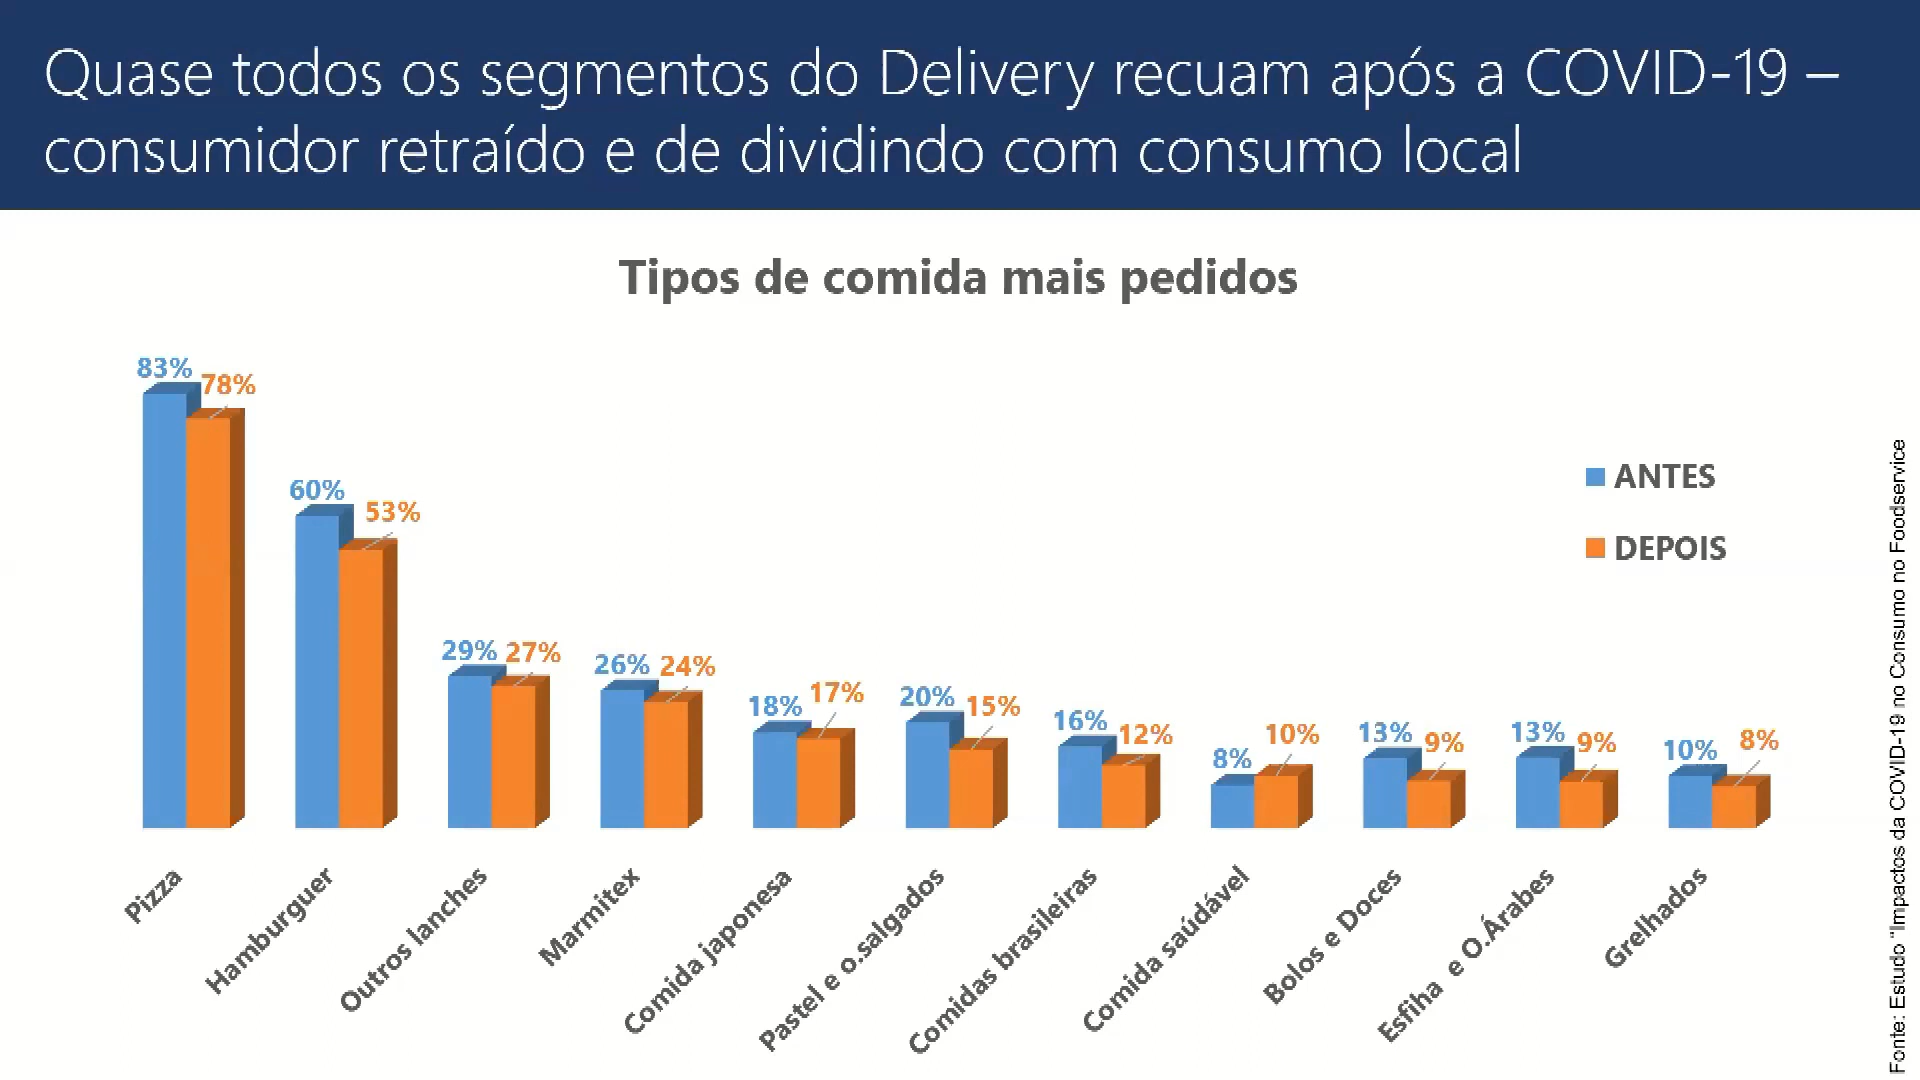 Quase todos os segmentos do Delivery recuam após a COVID-19 –
consumidor retraído e de dividindo com consumo local
Tipos de comida mais pedidos
83%
78%
60%
53%
29%
27%
26%
24%
18%
17%
20%
15%
16%
12%
8%
10%
13%
9%
13%
9%
10%
8%
ANTES
DEPOIS
Pizza
Hamburguer
Outros lanches
Marmitex
Comida japonesa
Pastel e o.salgados
Comidas brasileiras
Comida saúdável
Bolos e Doces
Esfiha e O.Árabes
Grelhados
Fonte: Estudo "Impactos da COVID-19 no Consumo no Foodservice